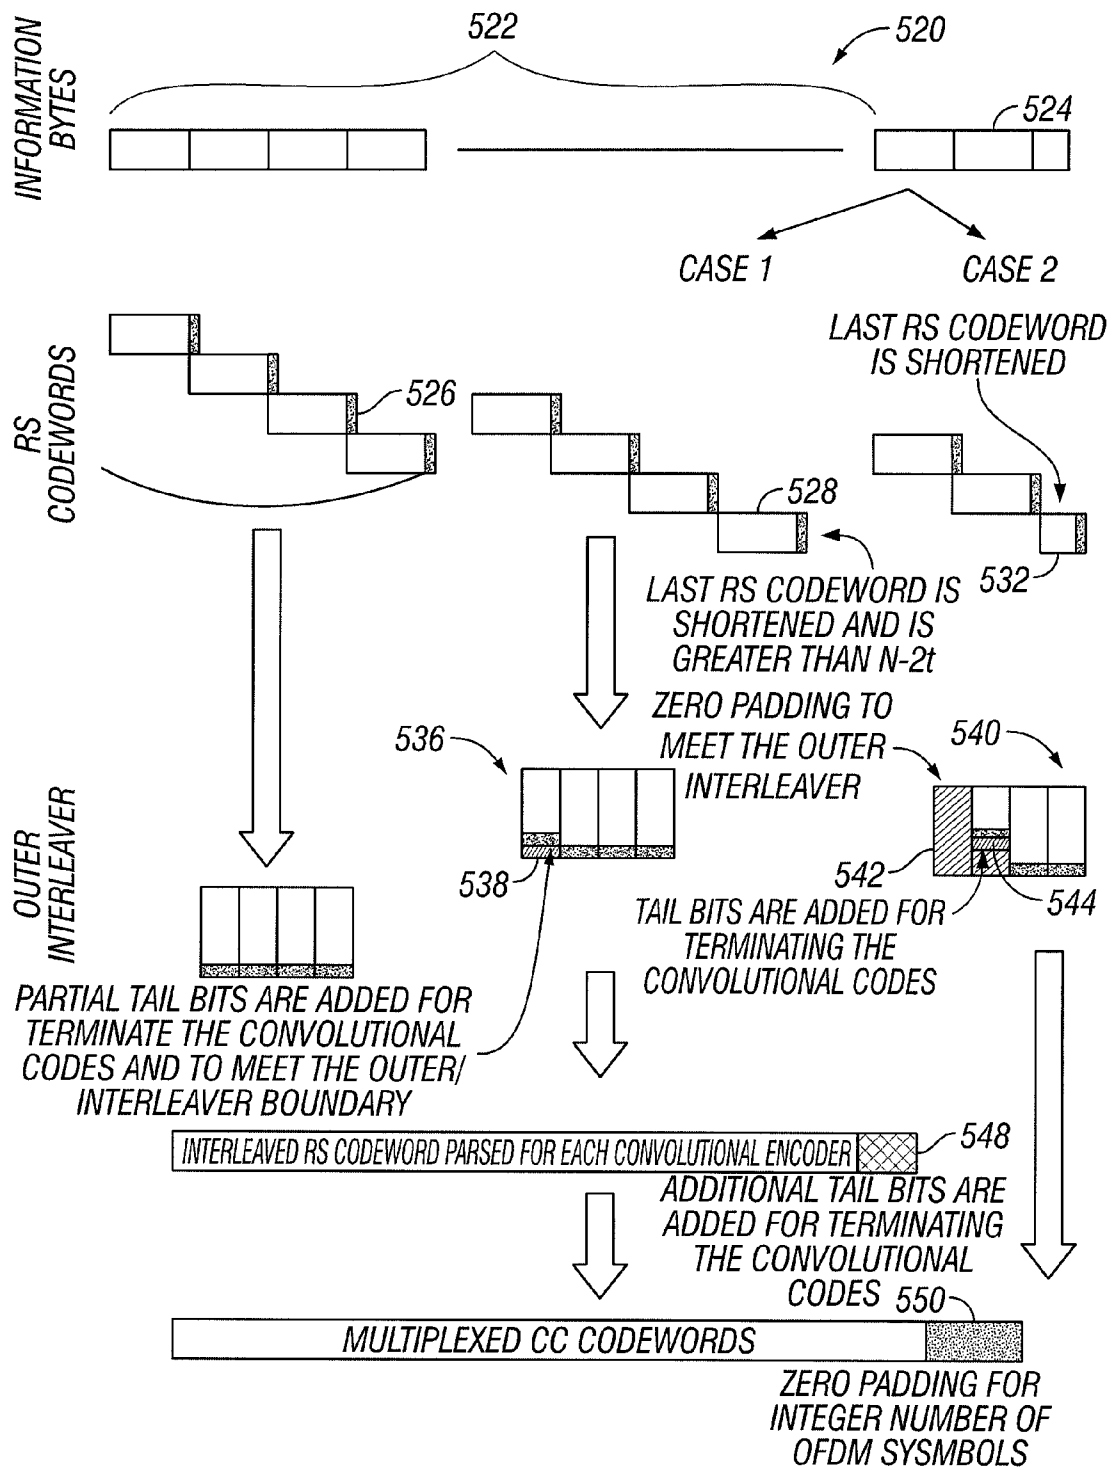 522
520
INFORMATION
BYTES
524
CASE 1
CASE 2
LAST RS CODEWORD
IS SHORTENED
RS
CODEWORDS
526
528
532
LAST RS CODEWORD IS
SHORTENED AND IS
GREATER THAN N-2t
ZERO PADDING TO
MEET THE OUTER
INTERLEAVER
536
540
OUTER
INTERLEAVER
538
542
544
TAIL BITS ARE ADDED FOR
TERMINATING THE
CONVOLUTIONAL CODES
PARTIAL TAIL BITS ARE ADDED FOR
TERMINATE THE CONVOLUTIONAL
CODES AND TO MEET THE OUTER/
INTERLEAVER BOUNDARY
INTERLEAVED RS CODEWORD PARSED FOR EACH CONVOLUTIONAL ENCODER
548
ADDITIONAL TAIL BITS ARE
ADDED FOR TERMINATING
THE CONVOLUTIONAL
CODES
550
MULTIPLEXED CC CODEWORDS
ZERO PADDING FOR
INTEGER NUMBER OF
OFDM SYSMBOLS